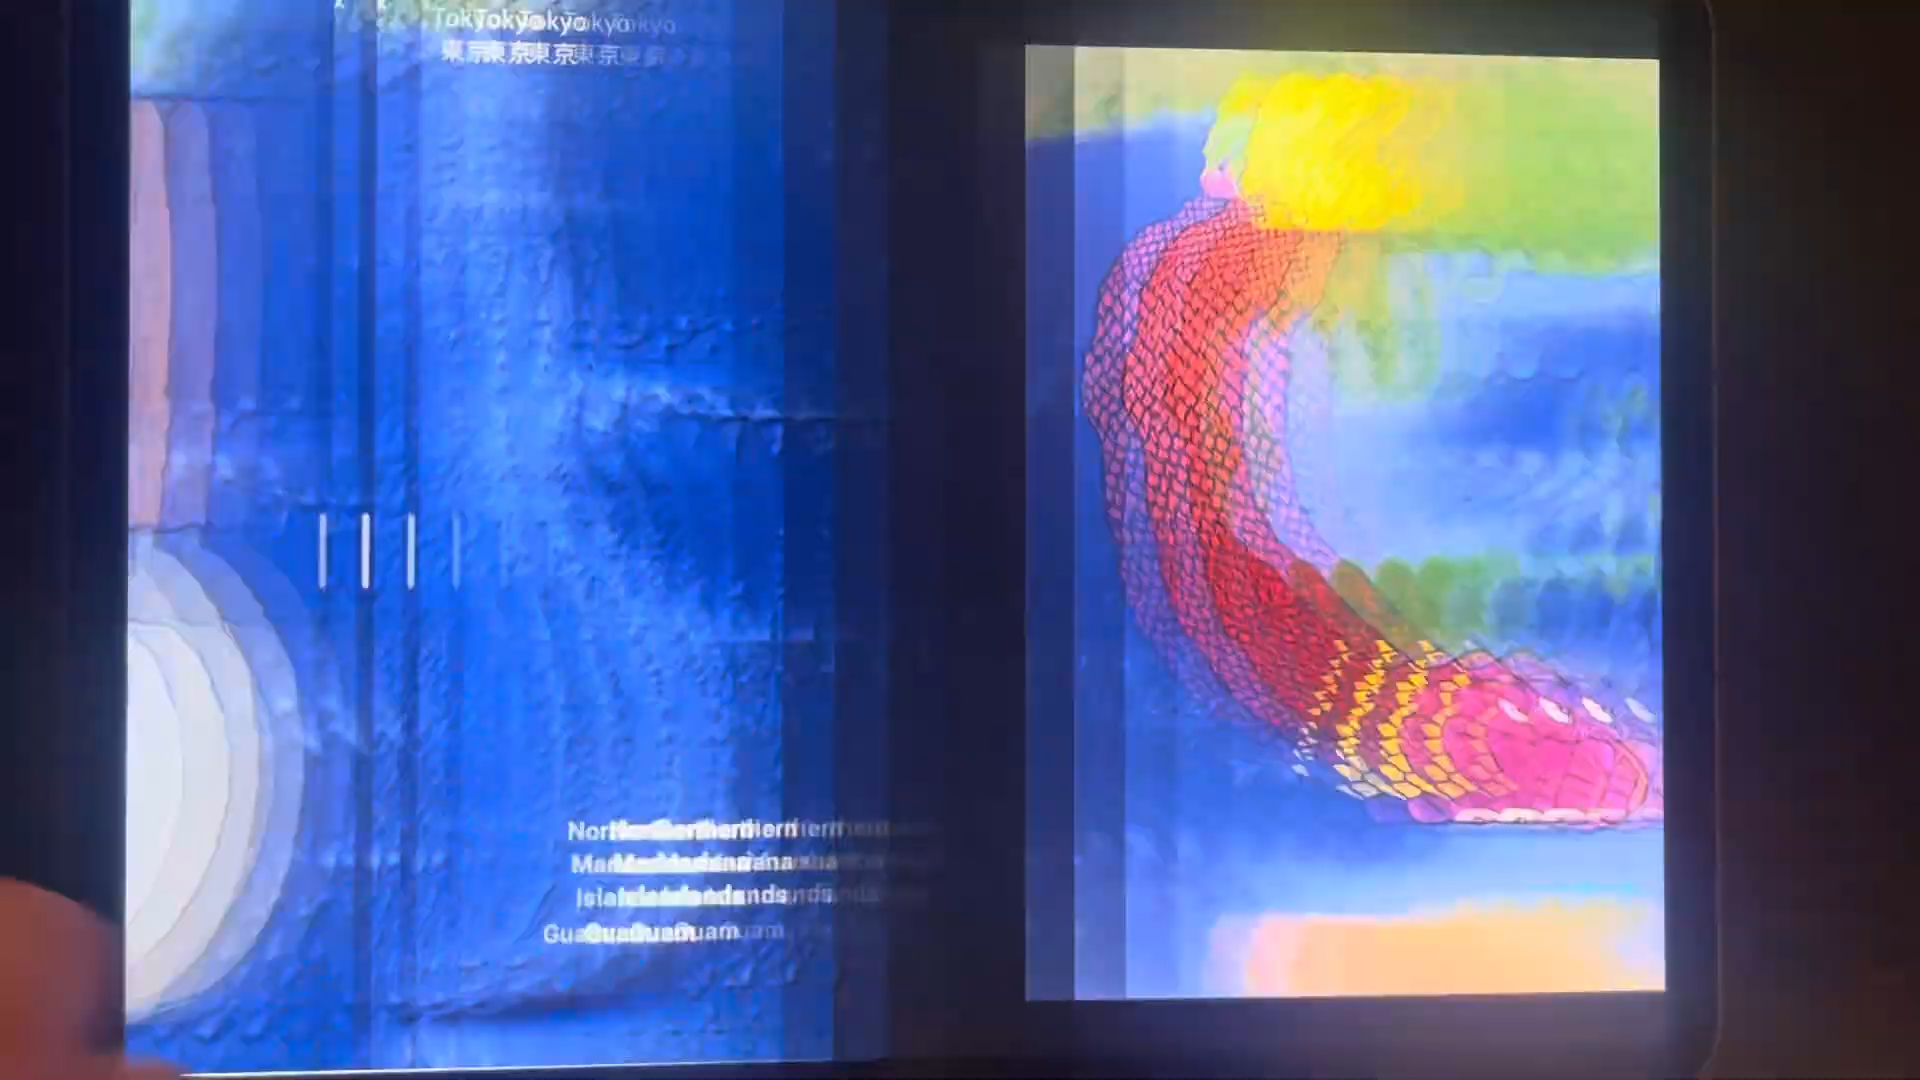 Tokyo
東京
Northern
Mariana
Islands
Guam